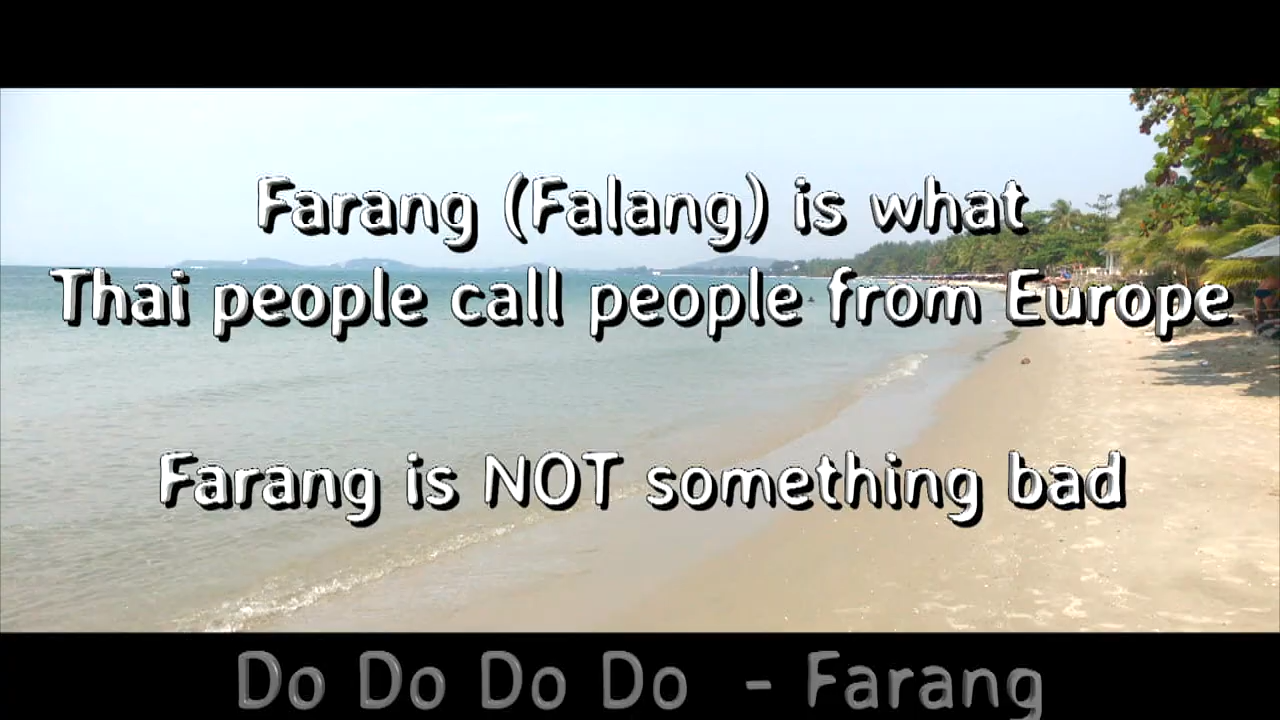 Farang (Falang) is what
Thai people call people from Europe
Farang is NOT something bad
Do Do Do Do - Farang